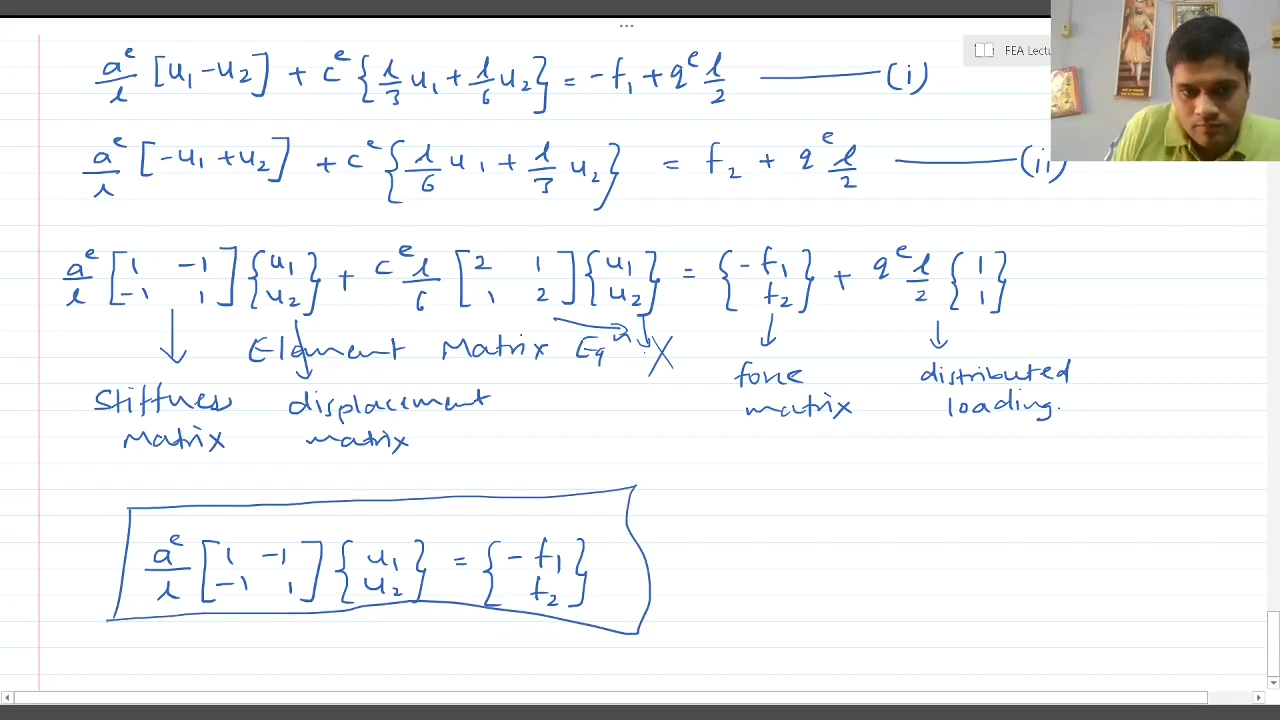 a^e/l [u₁ - u₂] + c^e {l/3 u₁ + l/6 u₂} = -f₁ + q^e l/2 ——— (i)
FEA Lectu
a^e/l [-u₁ + u₂] + c^e {l/6 u₁ + l/3 u₂} = f₂ + q^e l/2 ——— (ii)
a^e/l [1 -1; -1 1] {u₁; u₂} + c^e l/6 [2 1; 1 2] {u₁; u₂} = {-f₁; f₂} + q^e l/2 {1; 1}
Element Matrix Eqⁿ X
Stiffness Matrix
displacement matrix
force matrix
distributed loading.
a^e/l [1 -1; -1 1] {u₁; u₂} = {-f₁; f₂}